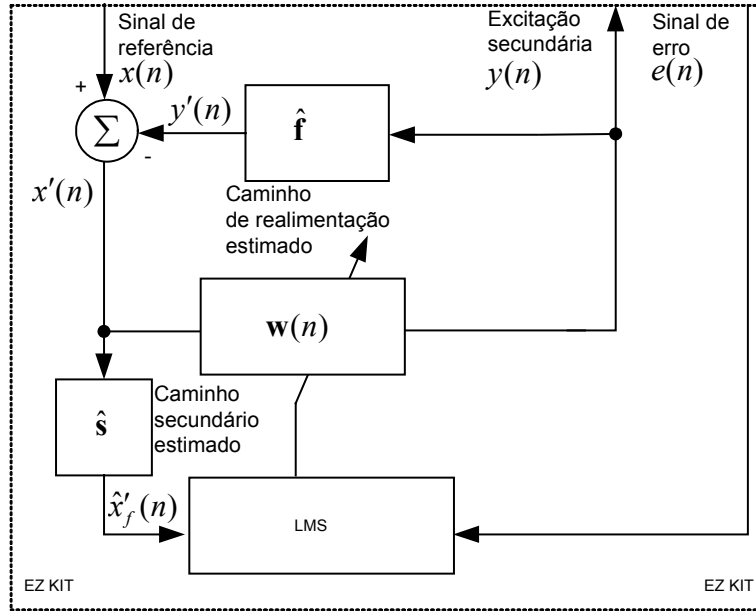 Sinal de
referência
x(n)
Excitação
secundária
y(n)
Sinal de
erro
e(n)
+
Σ
-
y′(n)
f̂
x′(n)
Caminho
de realimentação
estimado
w(n)
ŝ
Caminho
secundário
estimado
x̂′_f(n)
LMS
EZ KIT
EZ KIT